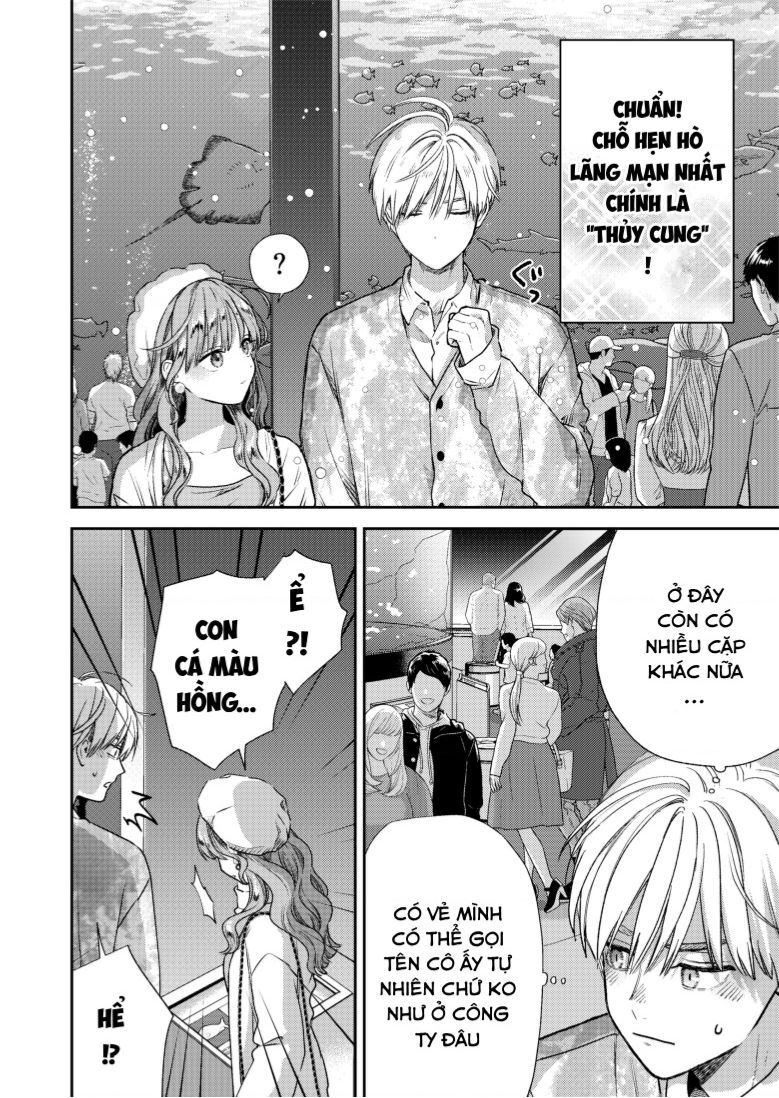 CHUẨN!
CHỖ HẸN HÒ
LÃNG MẠN NHẤT
CHÍNH LÀ
"THỦY CUNG"
!
?
ぐっ
Ở ĐÂY
CÒN CÓ
NHIỀU CẶP
KHÁC NỮA
...
CÓ VẺ MÌNH
CÓ THỂ GỌI
TÊN CÔ ẤY TỰ
NHIÊN CHỨ KO
NHƯ Ở CÔNG
TY ĐÂU
Ể
?!
CON
CÁ MÀU
HỒNG...
HỂ
!?